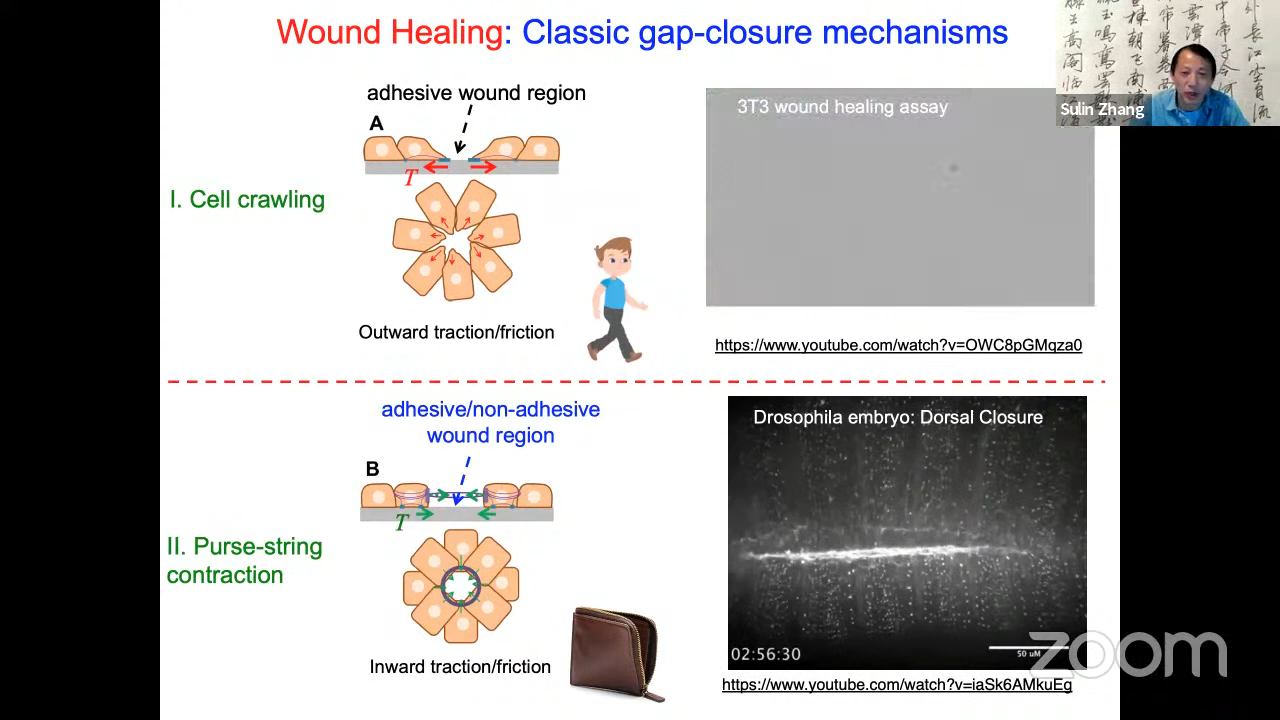 Wound Healing: Classic gap-closure mechanisms
Sulin Zhang
adhesive wound region
A
T
I. Cell crawling
Outward traction/friction
3T3 wound healing assay
https://www.youtube.com/watch?v=OWC8pGMqza0
adhesive/non-adhesive
wound region
B
T
II. Purse-string
contraction
Inward traction/friction
Drosophila embryo: Dorsal Closure
02:56:30
50 uM
https://www.youtube.com/watch?v=iaSk6AMkuEg
zoom